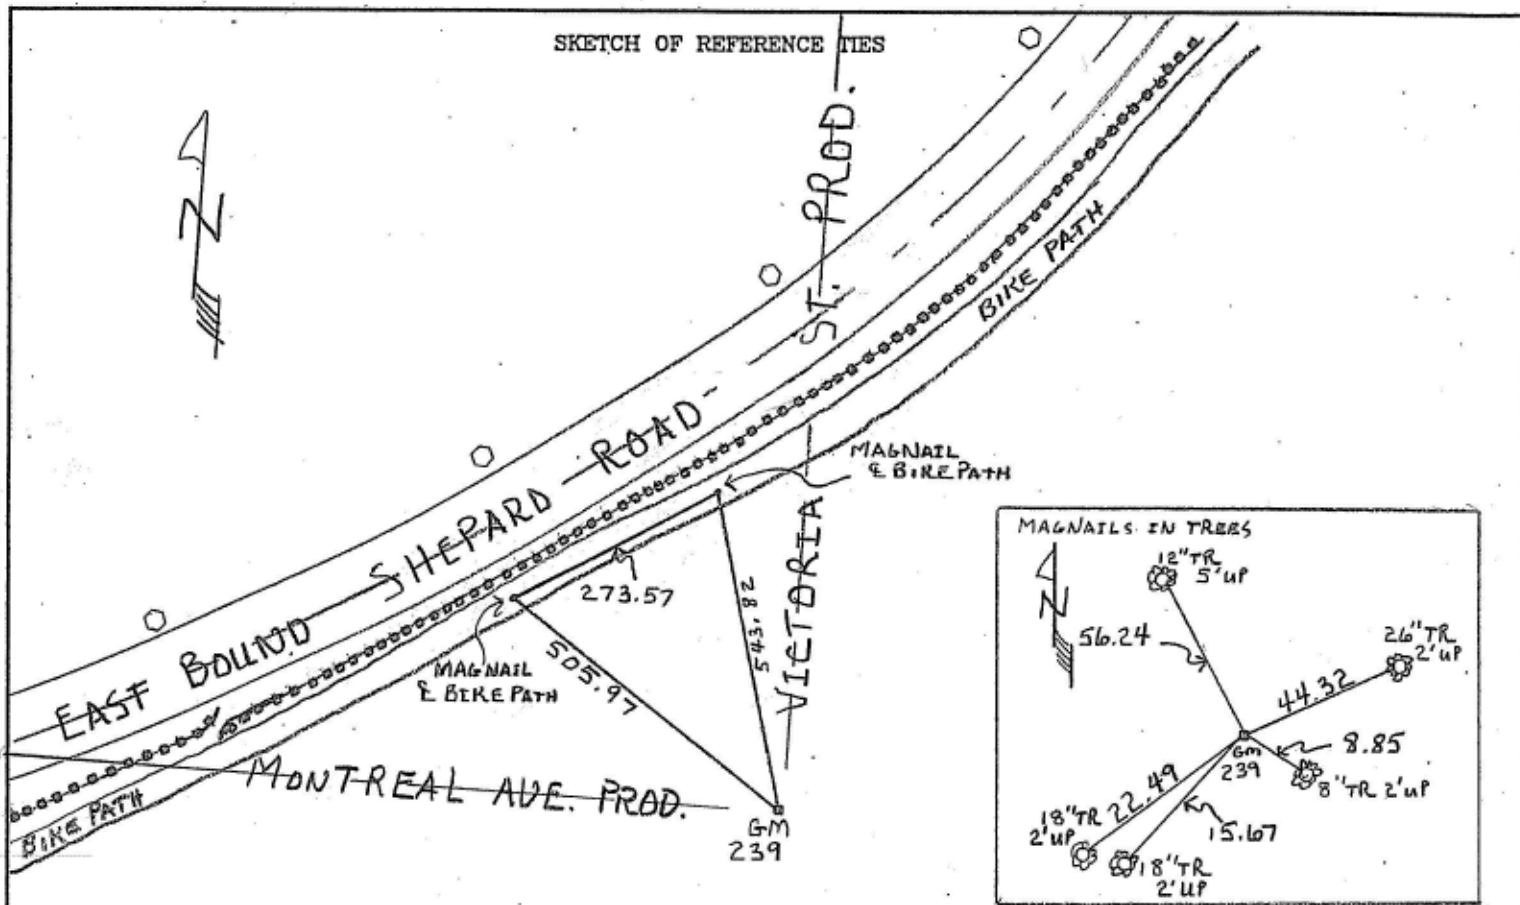 SKETCH OF REFERENCE TIES
N
ST. PROD.
BIKE PATH
EAST BOUND SHEPARD ROAD
MAGNAIL
℄ BIKE PATH
273.57
543.82
VICTORIA
505.97
MAGNAIL
℄ BIKE PATH
MONTREAL AVE. PROD.
BIKE PATH
GM
239
MAGNAILS IN TREES
N
12" TR
5' UP
56.24
26" TR
2' UP
44.32
GM
239
8.85
8" TR 2' UP
22.49
18" TR
2' UP
15.67
18" TR
2' UP